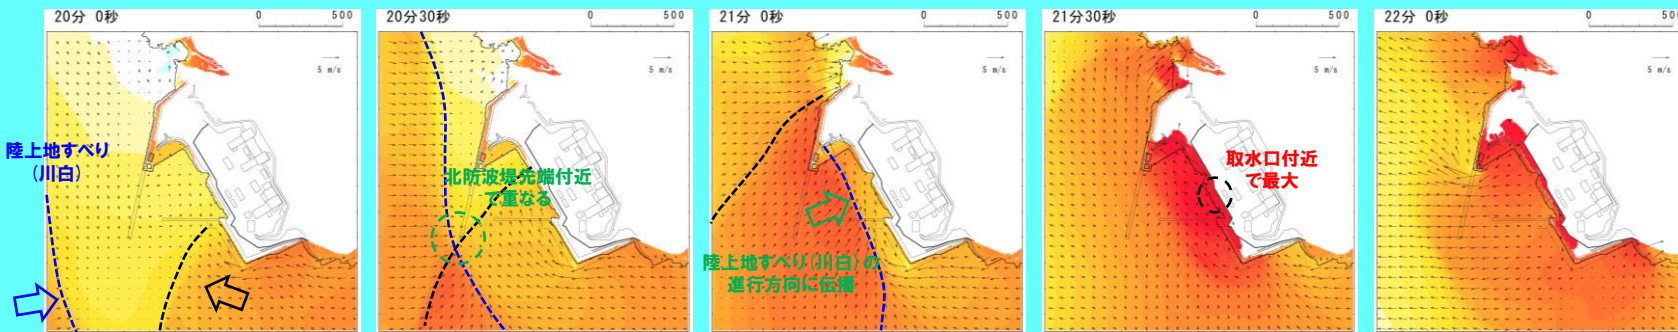 20分 0秒
0 500
5 m/s
陸上地すべり
(川白)
20分30秒
0 500
5 m/s
北防波堤先端付近
で重なる
21分 0秒
0 500
5 m/s
陸上地すべり(川白)の
進行方向に伝播
21分30秒
0 500
5 m/s
取水口付近
で最大
22分 0秒
0 500
5 m/s